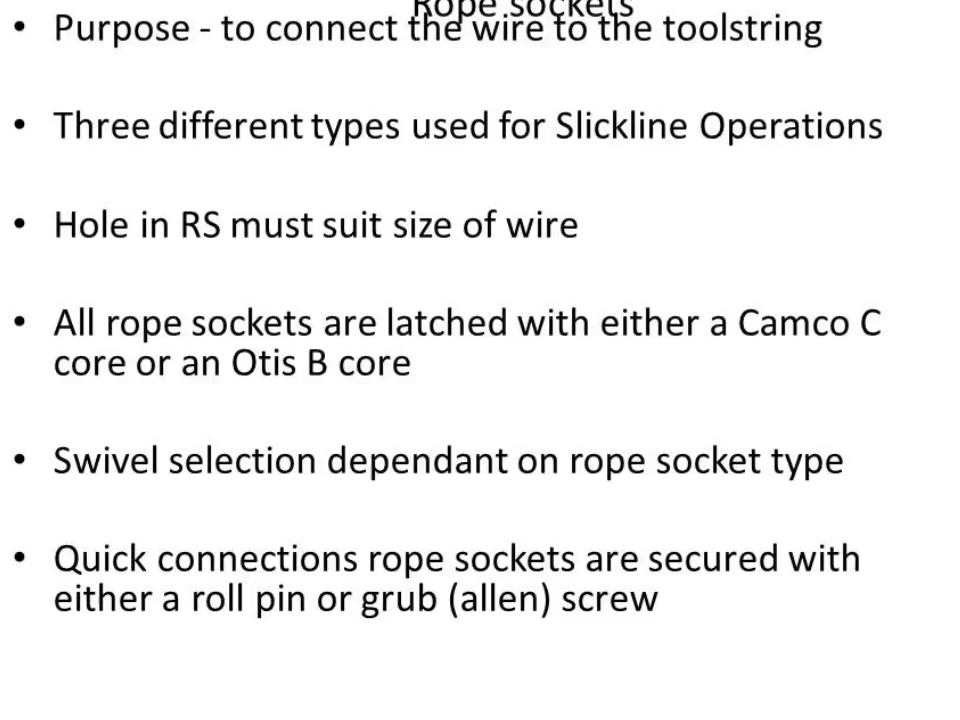 Rope sockets
• Purpose - to connect the wire to the toolstring
• Three different types used for Slickline Operations
• Hole in RS must suit size of wire
• All rope sockets are latched with either a Camco C
core or an Otis B core
• Swivel selection dependant on rope socket type
• Quick connections rope sockets are secured with
either a roll pin or grub (allen) screw